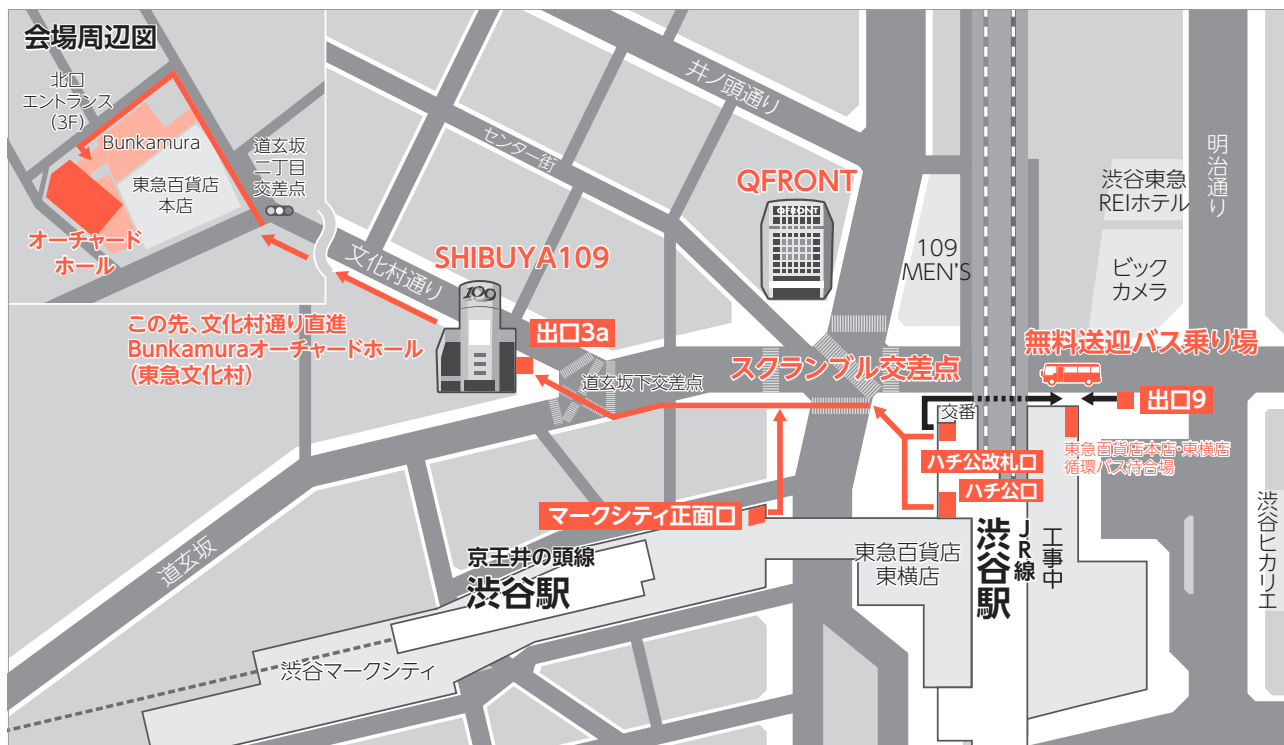 会場周辺図
北口
エントランス
(3F)
Bunkamura
東急百貨店
本店
道玄坂
二丁目
交差点
オーチャード
ホール
井ノ頭通り
センター街
文化村通り
QFRONT
QFRONT
SHIBUYA109
109
109
MEN'S
渋谷東急
REIホテル
ビック
カメラ
明治通り
この先、文化村通り直進
Bunkamuraオーチャードホール
(東急文化村)
出口3a
道玄坂下交差点
スクランブル交差点
無料送迎バス乗り場
出口9
交番
東急百貨店本店・東横店
循環バス待合場
ハチ公改札口
ハチ公口
マークシティ正面口
道玄坂
京王井の頭線
渋谷駅
東急百貨店
東横店
JR線
渋谷駅
工事中
渋谷ヒカリエ
渋谷マークシティ